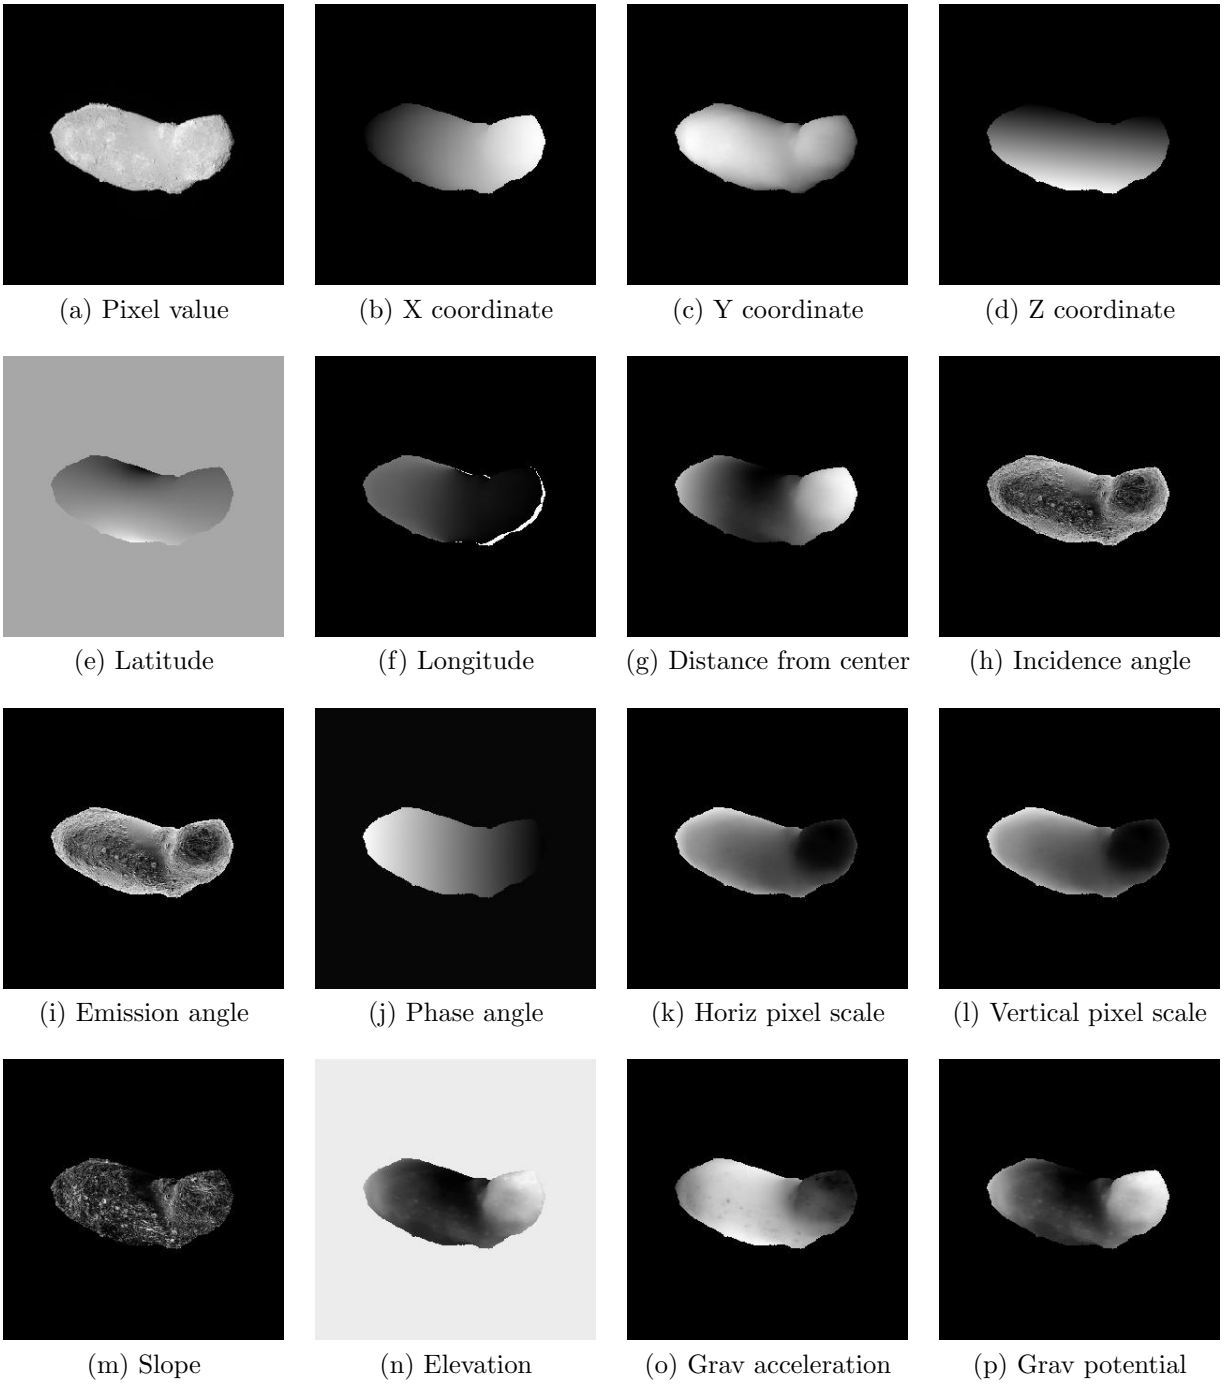 (a) Pixel value
(b) X coordinate
(c) Y coordinate
(d) Z coordinate
(e) Latitude
(f) Longitude
(g) Distance from center
(h) Incidence angle
(i) Emission angle
(j) Phase angle
(k) Horiz pixel scale
(l) Vertical pixel scale
(m) Slope
(n) Elevation
(o) Grav acceleration
(p) Grav potential